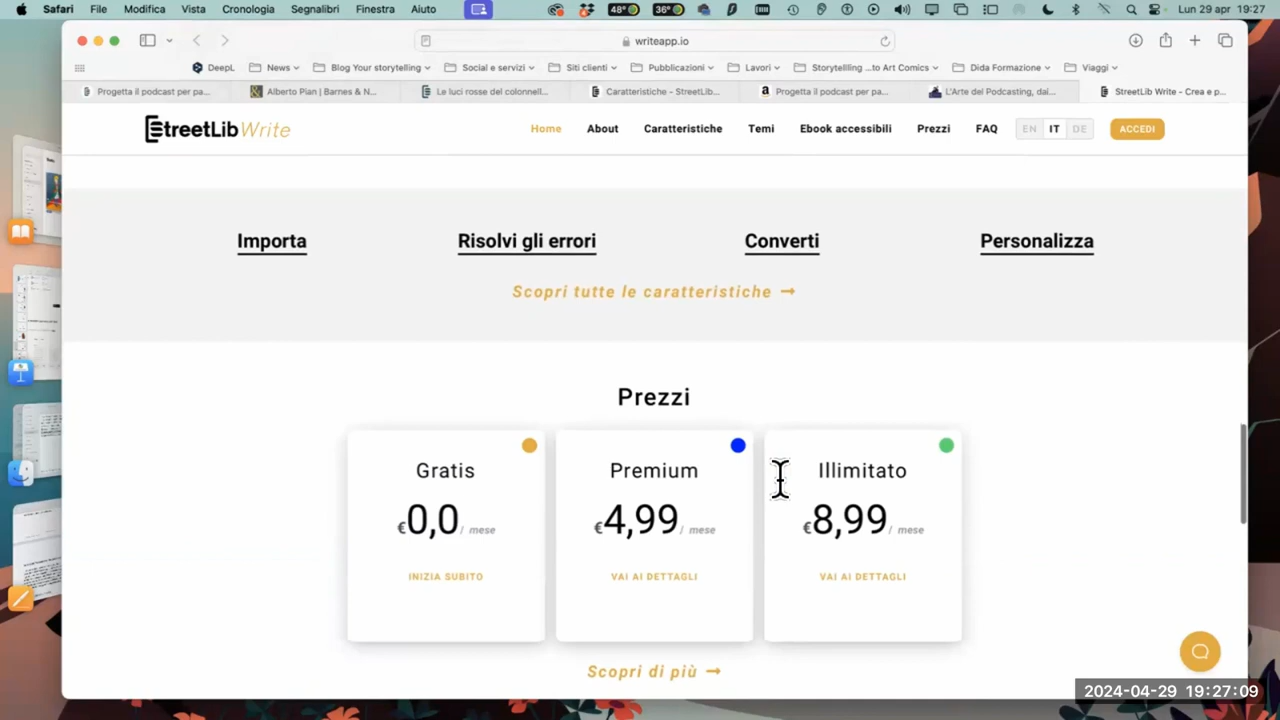 Safari File Modifica Vista Cronologia Segnalibri Finestra Aiuto 48° 36° Lun 29 apr 19:27
writeapp.io
DeepL News Blog Your storytelling Social e servizi Siti clienti Pubblicazioni Lavori Storytelling ...to Art Comics Dida Formazione Viaggi
Progetta il podcast per pa... Alberto Pian | Barnes & N... Le luci rosse del colonnell... Caratteristiche - StreetLib... Progetta il podcast per pa... L'Arte del Podcasting, dai... StreetLib Write - Crea e p...
StreetLib Write Home About Caratteristiche Temi Ebook accessibili Prezzi FAQ EN IT DE ACCEDI
Importa Risolvi gli errori Converti Personalizza
Scopri tutte le caratteristiche →
Prezzi
Gratis Premium Illimitato
€0,0/ mese €4,99/ mese €8,99/ mese
INIZIA SUBITO VAI AI DETTAGLI VAI AI DETTAGLI
Scopri di più →
2024-04-29 19:27:09